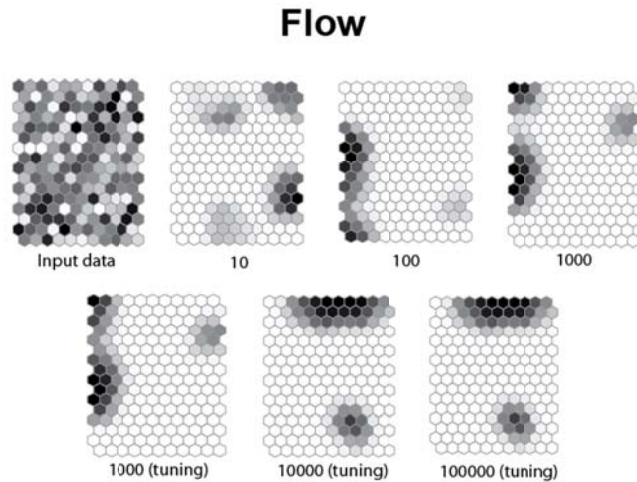 Flow
Input data
10
100
1000
1000 (tuning)
10000 (tuning)
100000 (tuning)